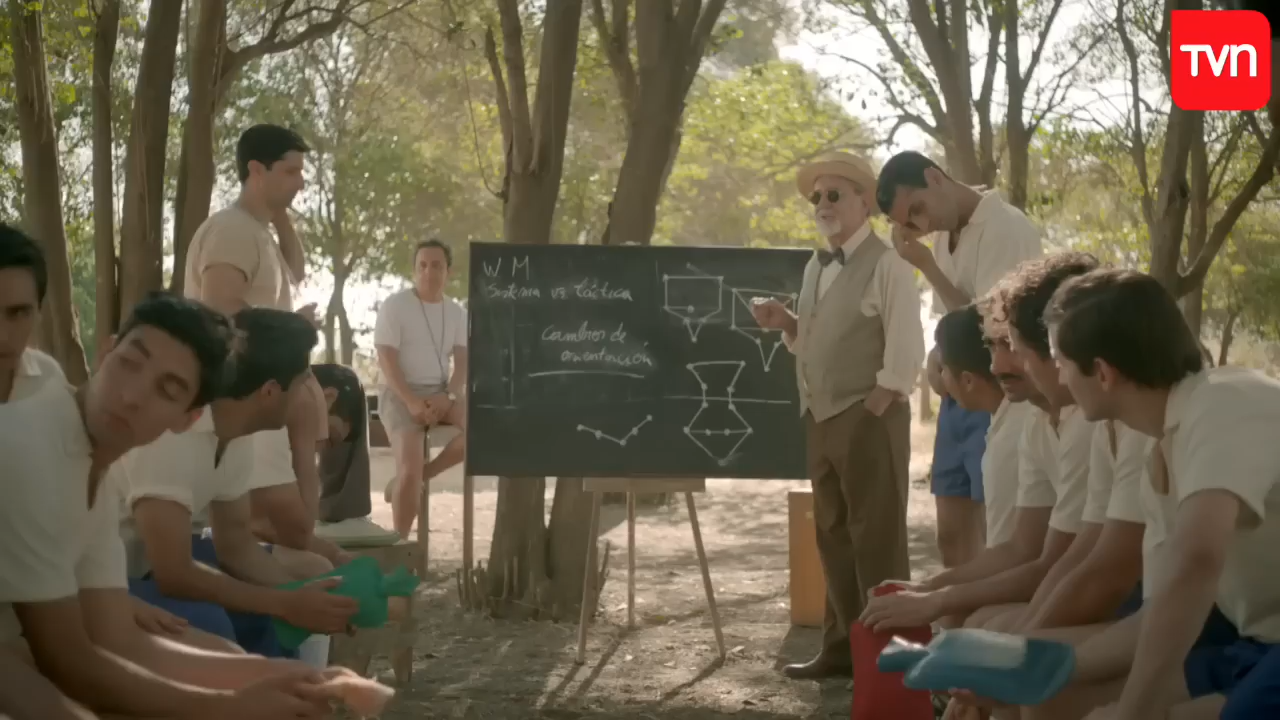 W M
Sistema vs táctica
Cambios de
orientación
TVN